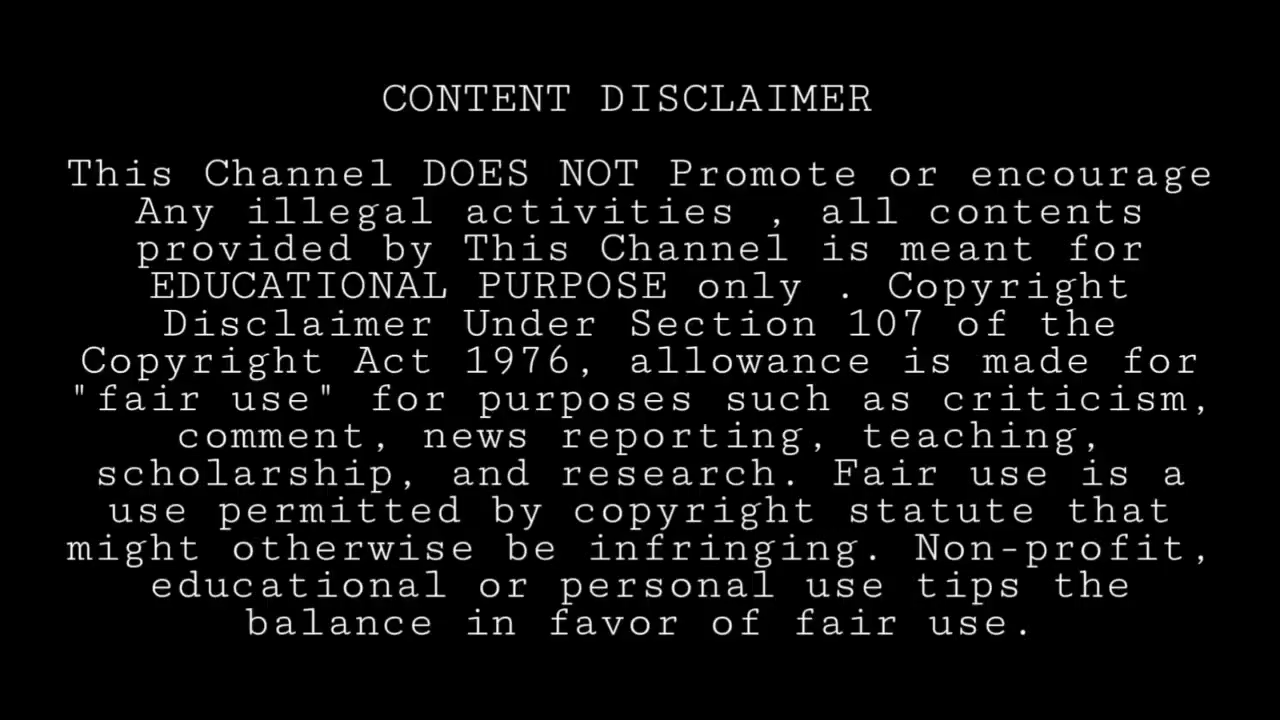 CONTENT DISCLAIMER
This Channel DOES NOT Promote or encourage
Any illegal activities , all contents
provided by This Channel is meant for
EDUCATIONAL PURPOSE only . Copyright
Disclaimer Under Section 107 of the
Copyright Act 1976, allowance is made for
"fair use" for purposes such as criticism,
comment, news reporting, teaching,
scholarship, and research. Fair use is a
use permitted by copyright statute that
might otherwise be infringing. Non-profit,
educational or personal use tips the
balance in favor of fair use.